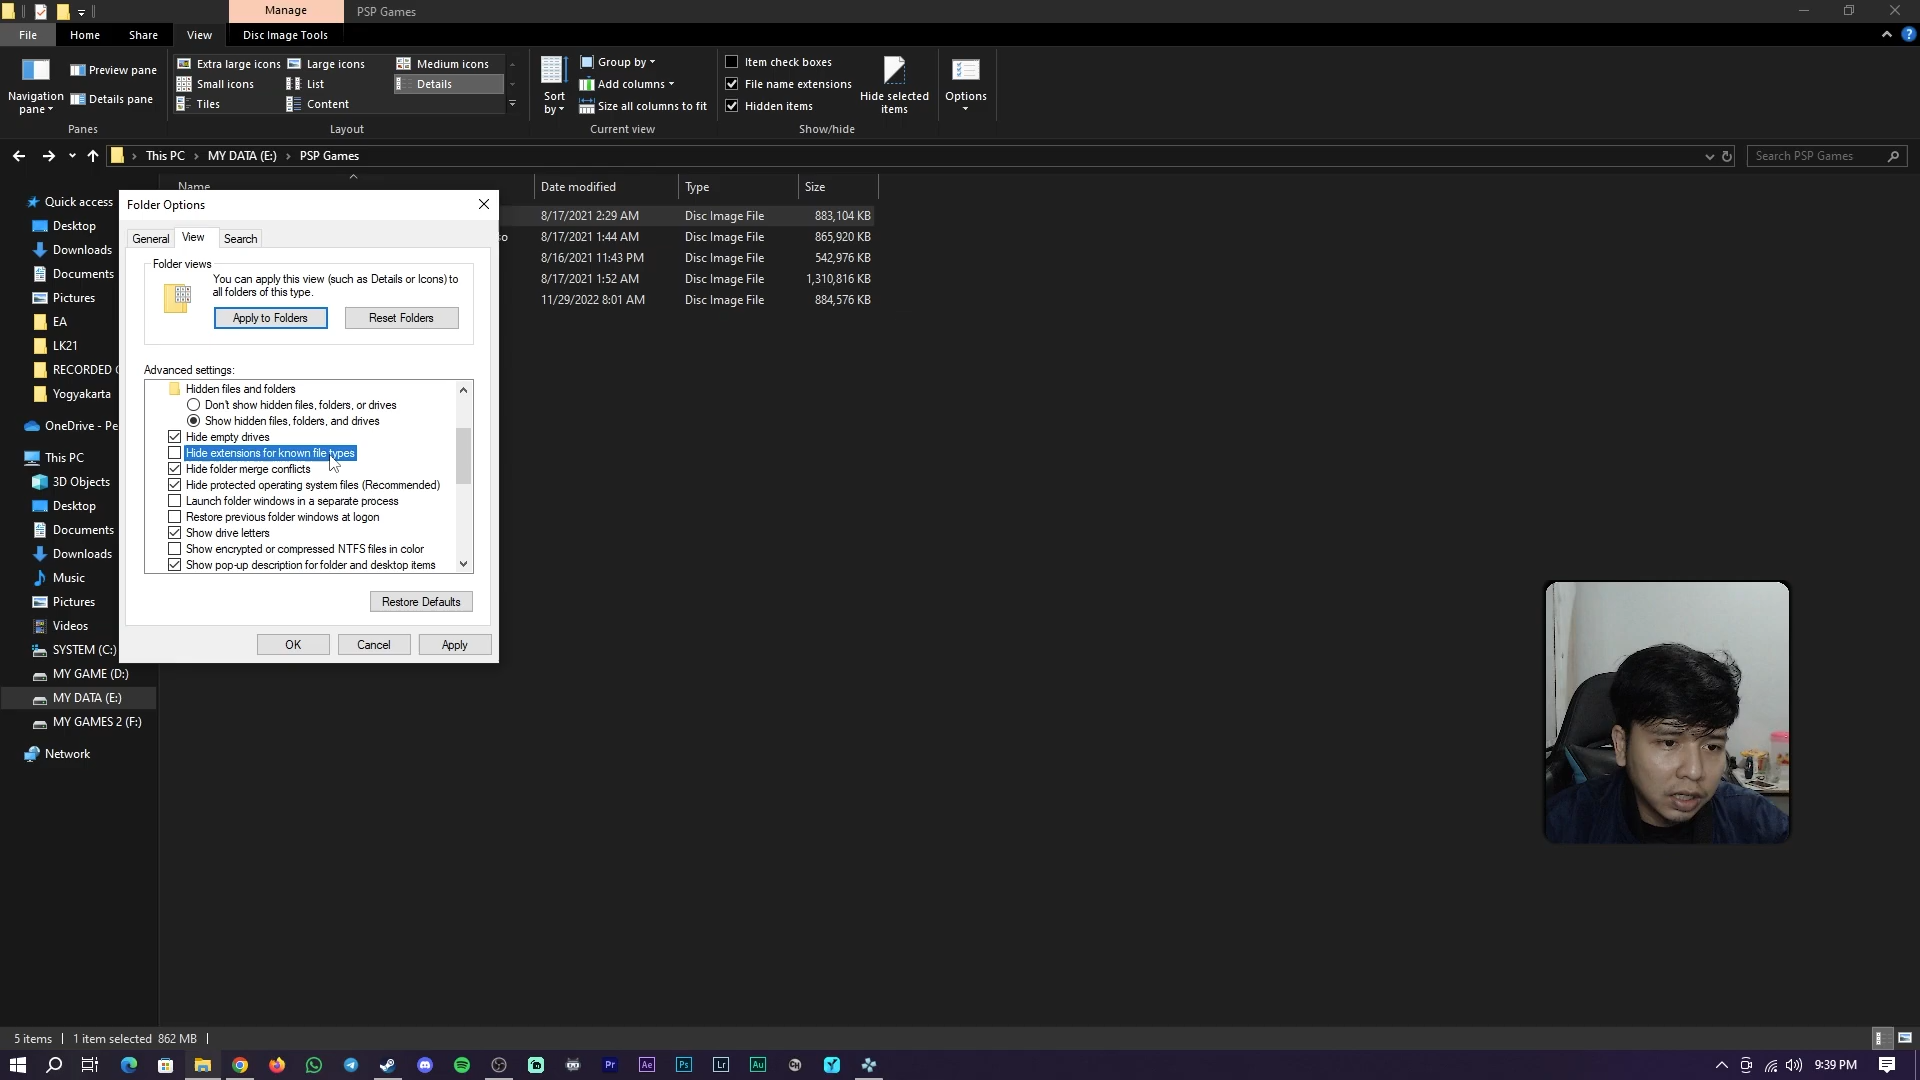 Manage
PSP Games
File
Home
Share
View
Disc Image Tools
Navigation
pane
Preview pane
Details pane
Panes
Extra large icons
Large icons
Medium icons
Small icons
List
Details
Tiles
Content
Layout
Sort
by
Group by
Add columns
Size all columns to fit
Current view
Item check boxes
File name extensions
Hidden items
Hide selected
items
Show/hide
Options
This PC
MY DATA (E:)
PSP Games
Search PSP Games
Name
Date modified
Type
Size
8/17/2021 2:29 AM
Disc Image File
883,104 KB
so
8/17/2021 1:44 AM
Disc Image File
865,920 KB
8/16/2021 11:43 PM
Disc Image File
542,976 KB
8/17/2021 1:52 AM
Disc Image File
1,310,816 KB
11/29/2022 8:01 AM
Disc Image File
884,576 KB
Quick access
Desktop
Downloads
Documents
Pictures
EA
LK21
RECORDED
Yogyakarta
OneDrive - Pe
This PC
3D Objects
Desktop
Documents
Downloads
Music
Pictures
Videos
SYSTEM (C:)
MY GAME (D:)
MY DATA (E:)
MY GAMES 2 (F:)
Network
Folder Options
General
View
Search
Folder views
You can apply this view (such as Details or Icons) to
all folders of this type.
Apply to Folders
Reset Folders
Advanced settings:
Hidden files and folders
Don't show hidden files, folders, or drives
Show hidden files, folders, and drives
Hide empty drives
Hide extensions for known file types
Hide folder merge conflicts
Hide protected operating system files (Recommended)
Launch folder windows in a separate process
Restore previous folder windows at logon
Show drive letters
Show encrypted or compressed NTFS files in color
Show pop-up description for folder and desktop items
Restore Defaults
OK
Cancel
Apply
5 items
1 item selected 862 MB
Pr
Ae
Ps
Lr
Au
9:39 PM